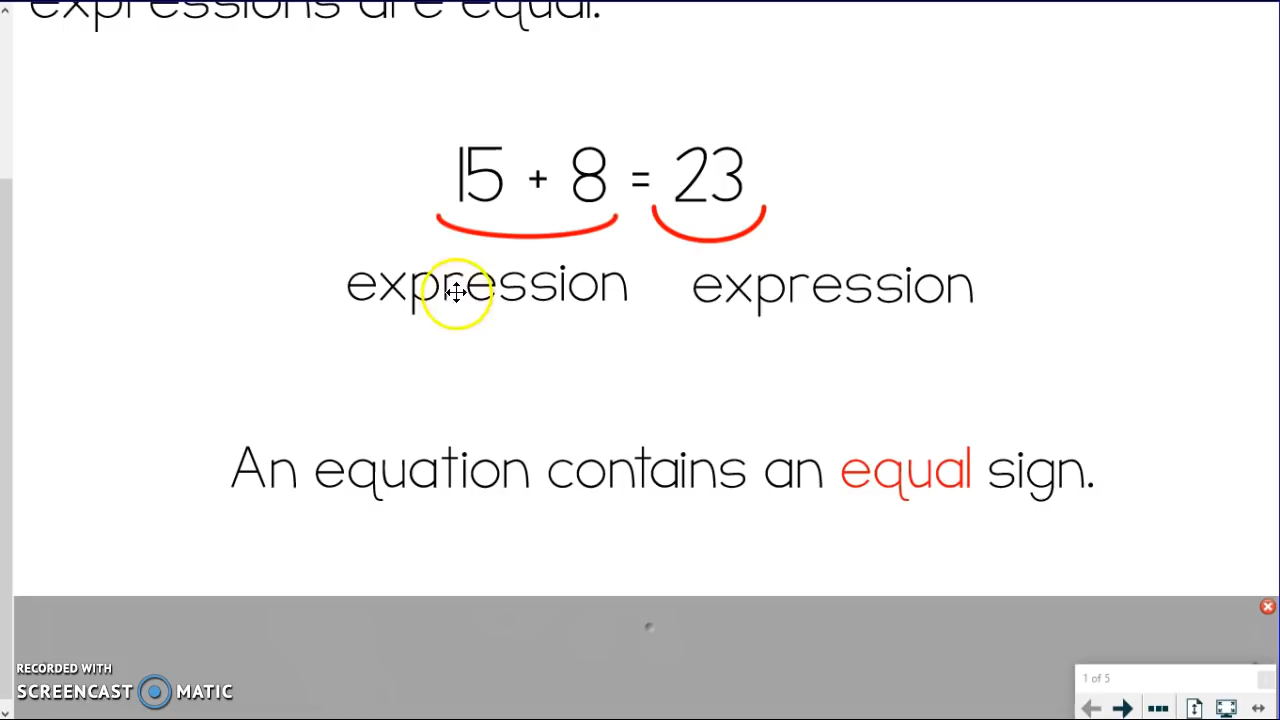 expressions are equal.
15 + 8 = 23
expression expression
An equation contains an equal sign.
RECORDED WITH
SCREENCAST MATIC
1 of 5